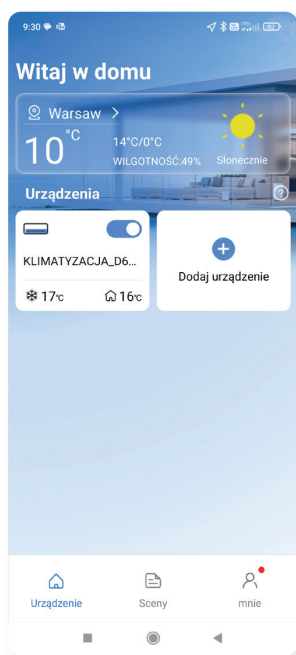 9:30
Witaj w domu
Warsaw >
10°C
14°C/0°C
WILGOTNOŚĆ:49%
Słonecznie
Urządzenia
?
KLIMATYZACJA_D6...
17°C
16°C
Dodaj urządzenie
Urządzenie
Sceny
mnie